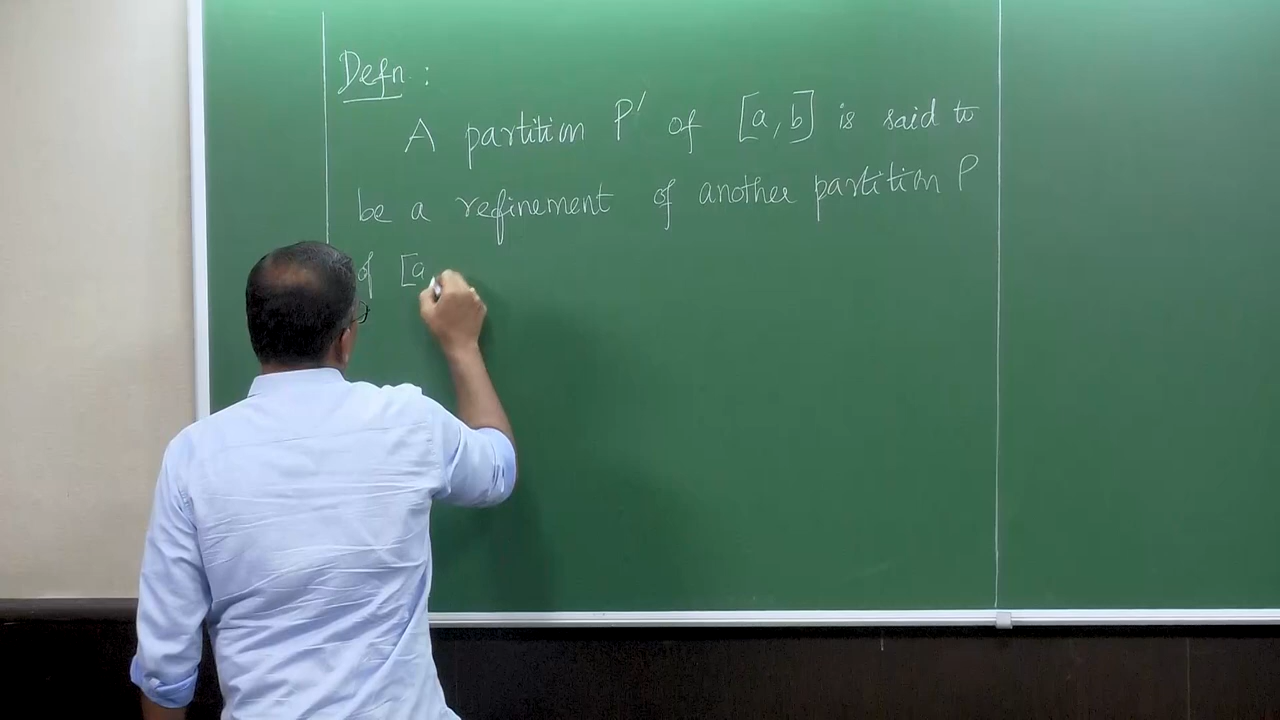 Defn :
A partition P' of [a, b] is said to
be a refinement of another partition P
of [a